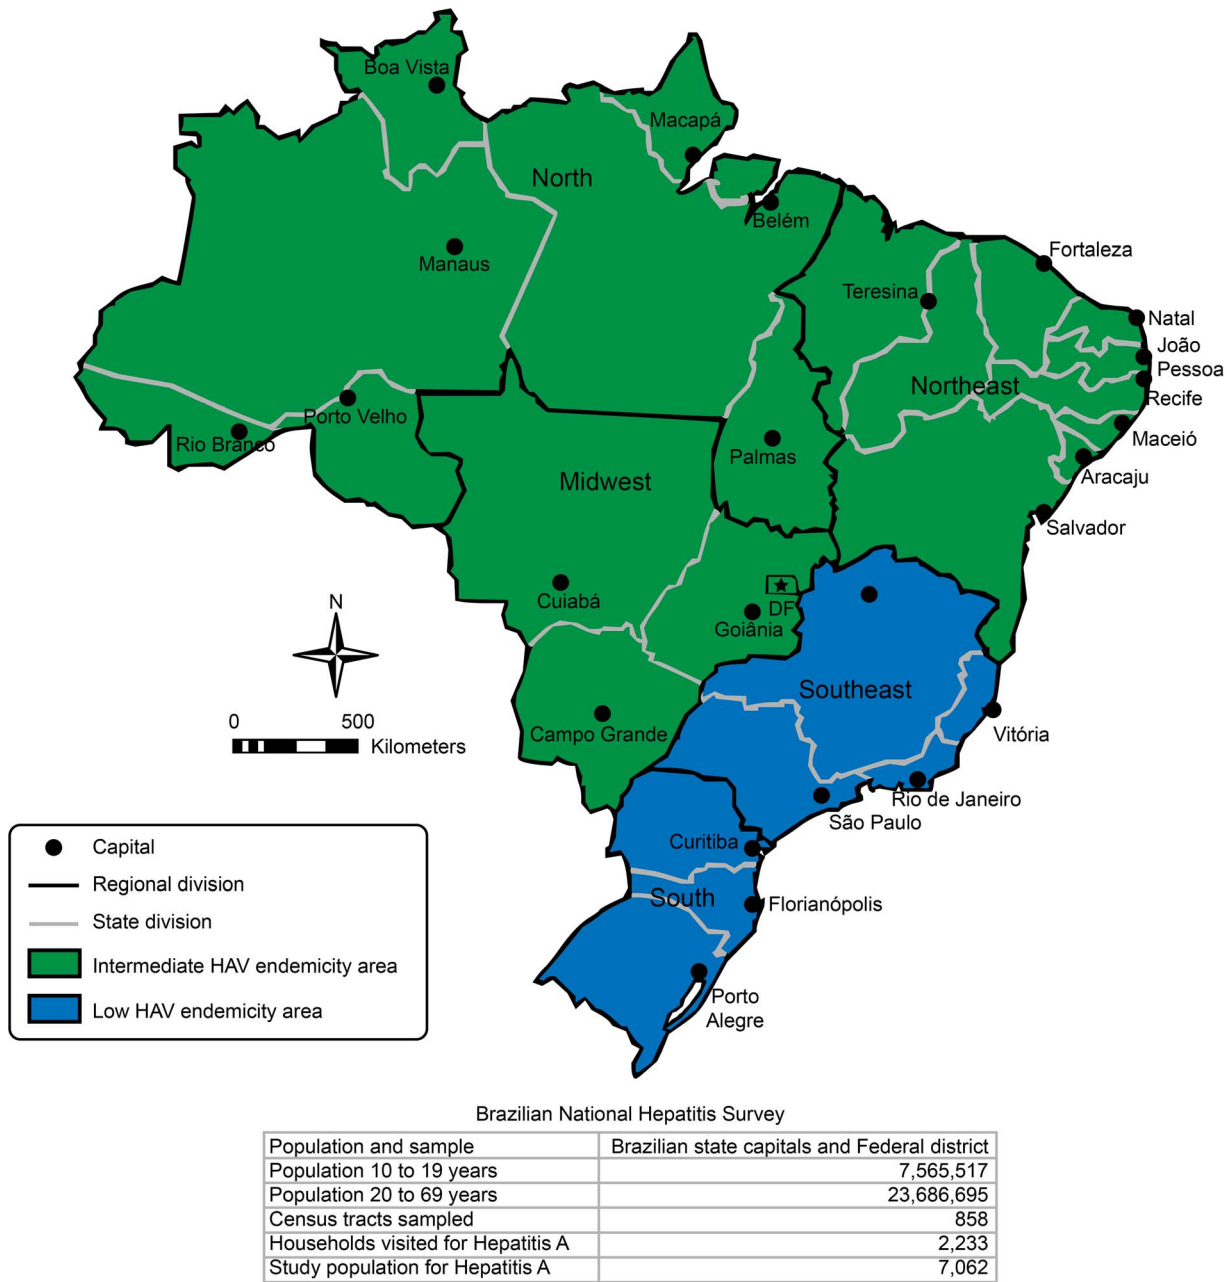 Boa Vista
Macapá
North
Belém
Manaus
Fortaleza
Teresina
Natal
João
Pessoa
Northeast
Recife
Porto Velho
Rio Branco
Maceió
Palmas
Aracaju
Midwest
Salvador
Cuiabá
DF
Goiânia
N
Southeast
0 500
Kilometers
Campo Grande
Vitória
Rio de Janeiro
São Paulo
Curitiba
South
Florianópolis
Porto
Alegre
Capital
Regional division
State division
Intermediate HAV endemicity area
Low HAV endemicity area
Brazilian National Hepatitis Survey
Population and sample Brazilian state capitals and Federal district
Population 10 to 19 years 7,565,517
Population 20 to 69 years 23,686,695
Census tracts sampled 858
Households visited for Hepatitis A 2,233
Study population for Hepatitis A 7,062